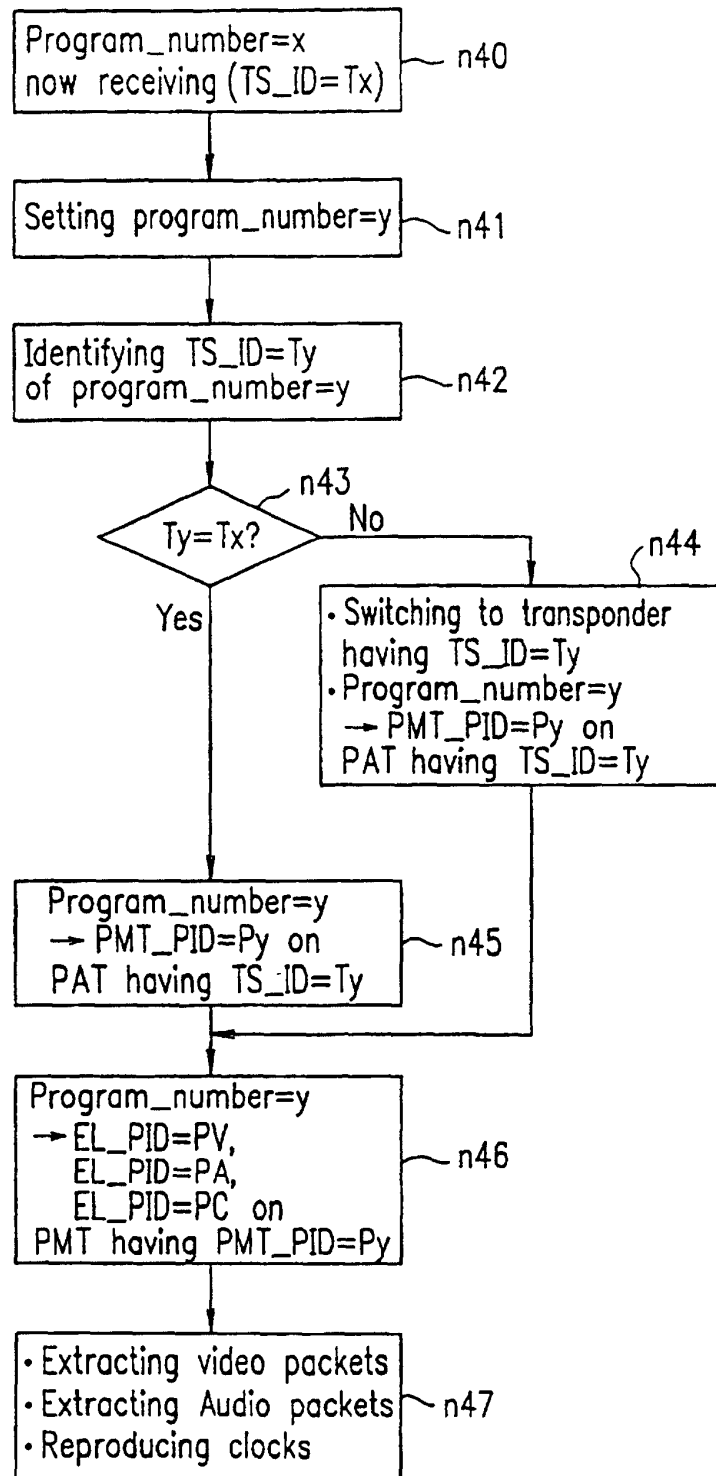 Program_number=x
now receiving (TS_ID=Tx)
n40
Setting program_number=y
n41
Identifying TS_ID=Ty
of program_number=y
n42
n43
Ty=Tx?
No
Yes
n44
· Switching to transponder
having TS_ID=Ty
· Program_number=y
→ PMT_PID=Py on
PAT having TS_ID=Ty
Program_number=y
→ PMT_PID=Py on
PAT having TS_ID=Ty
n45
Program_number=y
→ EL_PID=PV,
EL_PID=PA,
EL_PID=PC on
PMT having PMT_PID=Py
n46
· Extracting video packets
· Extracting Audio packets
· Reproducing clocks
n47